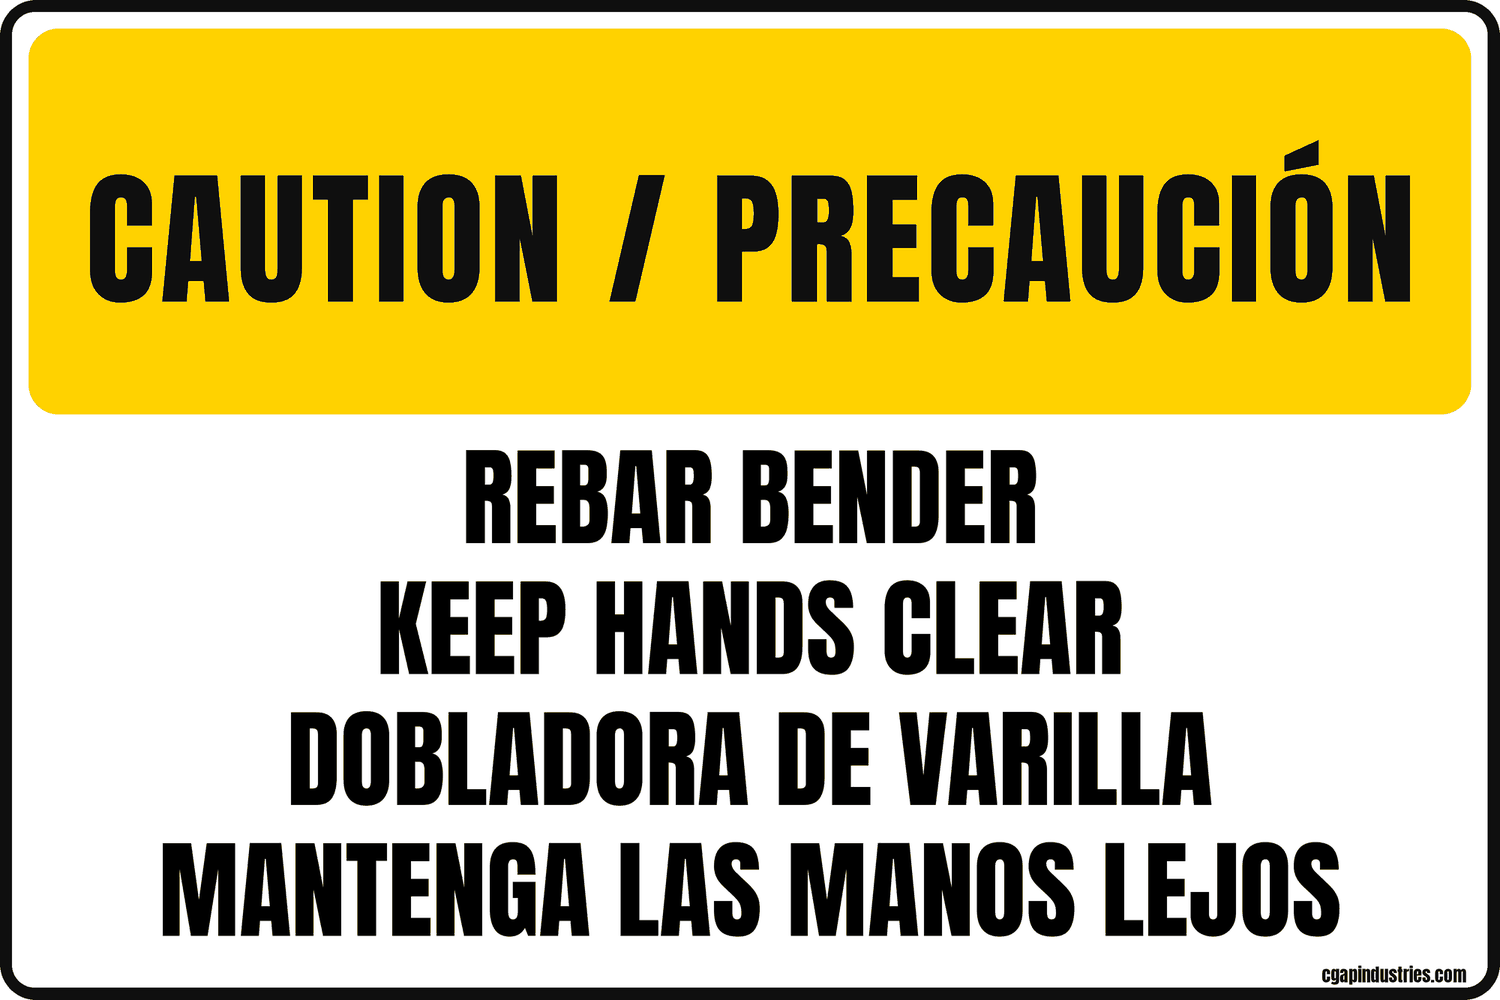 CAUTION / PRECAUCIÓN
REBAR BENDER
KEEP HANDS CLEAR
DOBLADORA DE VARILLA
MANTENGA LAS MANOS LEJOS
cgapindustries.com